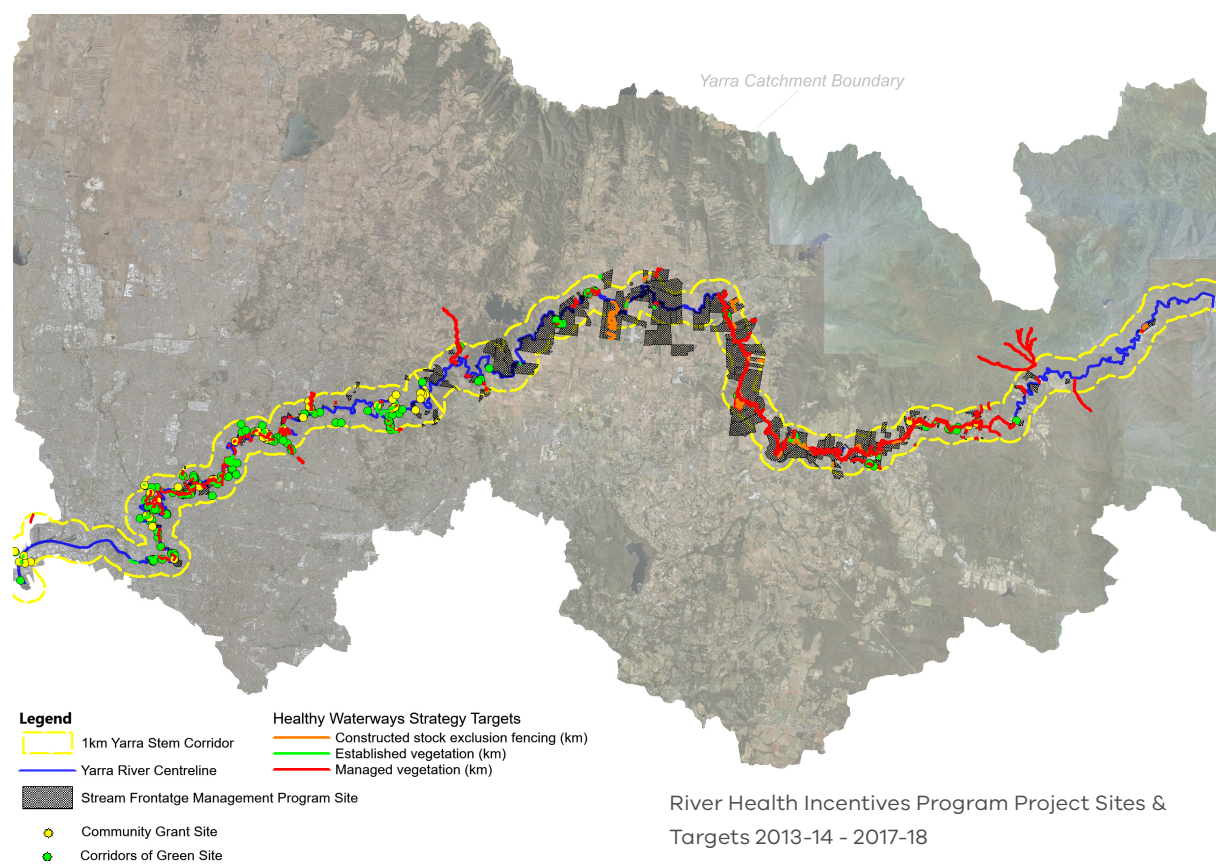 Yarra Catchment Boundary
Legend
1km Yarra Stem Corridor
Yarra River Centreline
Stream Frontatge Management Program Site
Community Grant Site
Corridors of Green Site
Healthy Waterways Strategy Targets
Constructed stock exclusion fencing (km)
Established vegetation (km)
Managed vegetation (km)
River Health Incentives Program Project Sites &
Targets 2013-14 - 2017-18